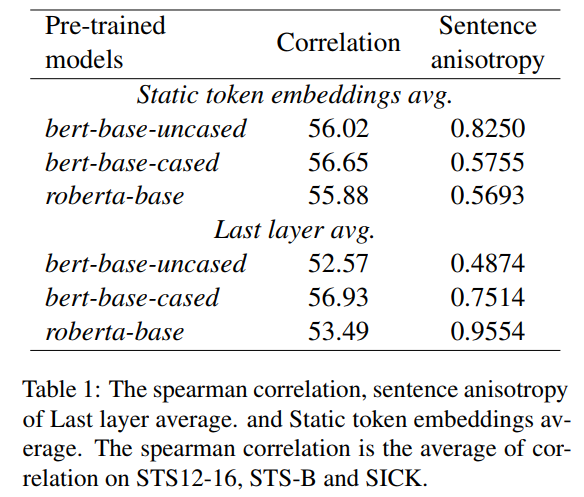 Pre-trained models Correlation Sentence anisotropy
Static token embeddings avg.
bert-base-uncased 56.02 0.8250
bert-base-cased 56.65 0.5755
roberta-base 55.88 0.5693
Last layer avg.
bert-base-uncased 52.57 0.4874
bert-base-cased 56.93 0.7514
roberta-base 53.49 0.9554
Table 1: The spearman correlation, sentence anisotropy
of Last layer average. and Static token embeddings av-
erage. The spearman correlation is the average of cor-
relation on STS12-16, STS-B and SICK.